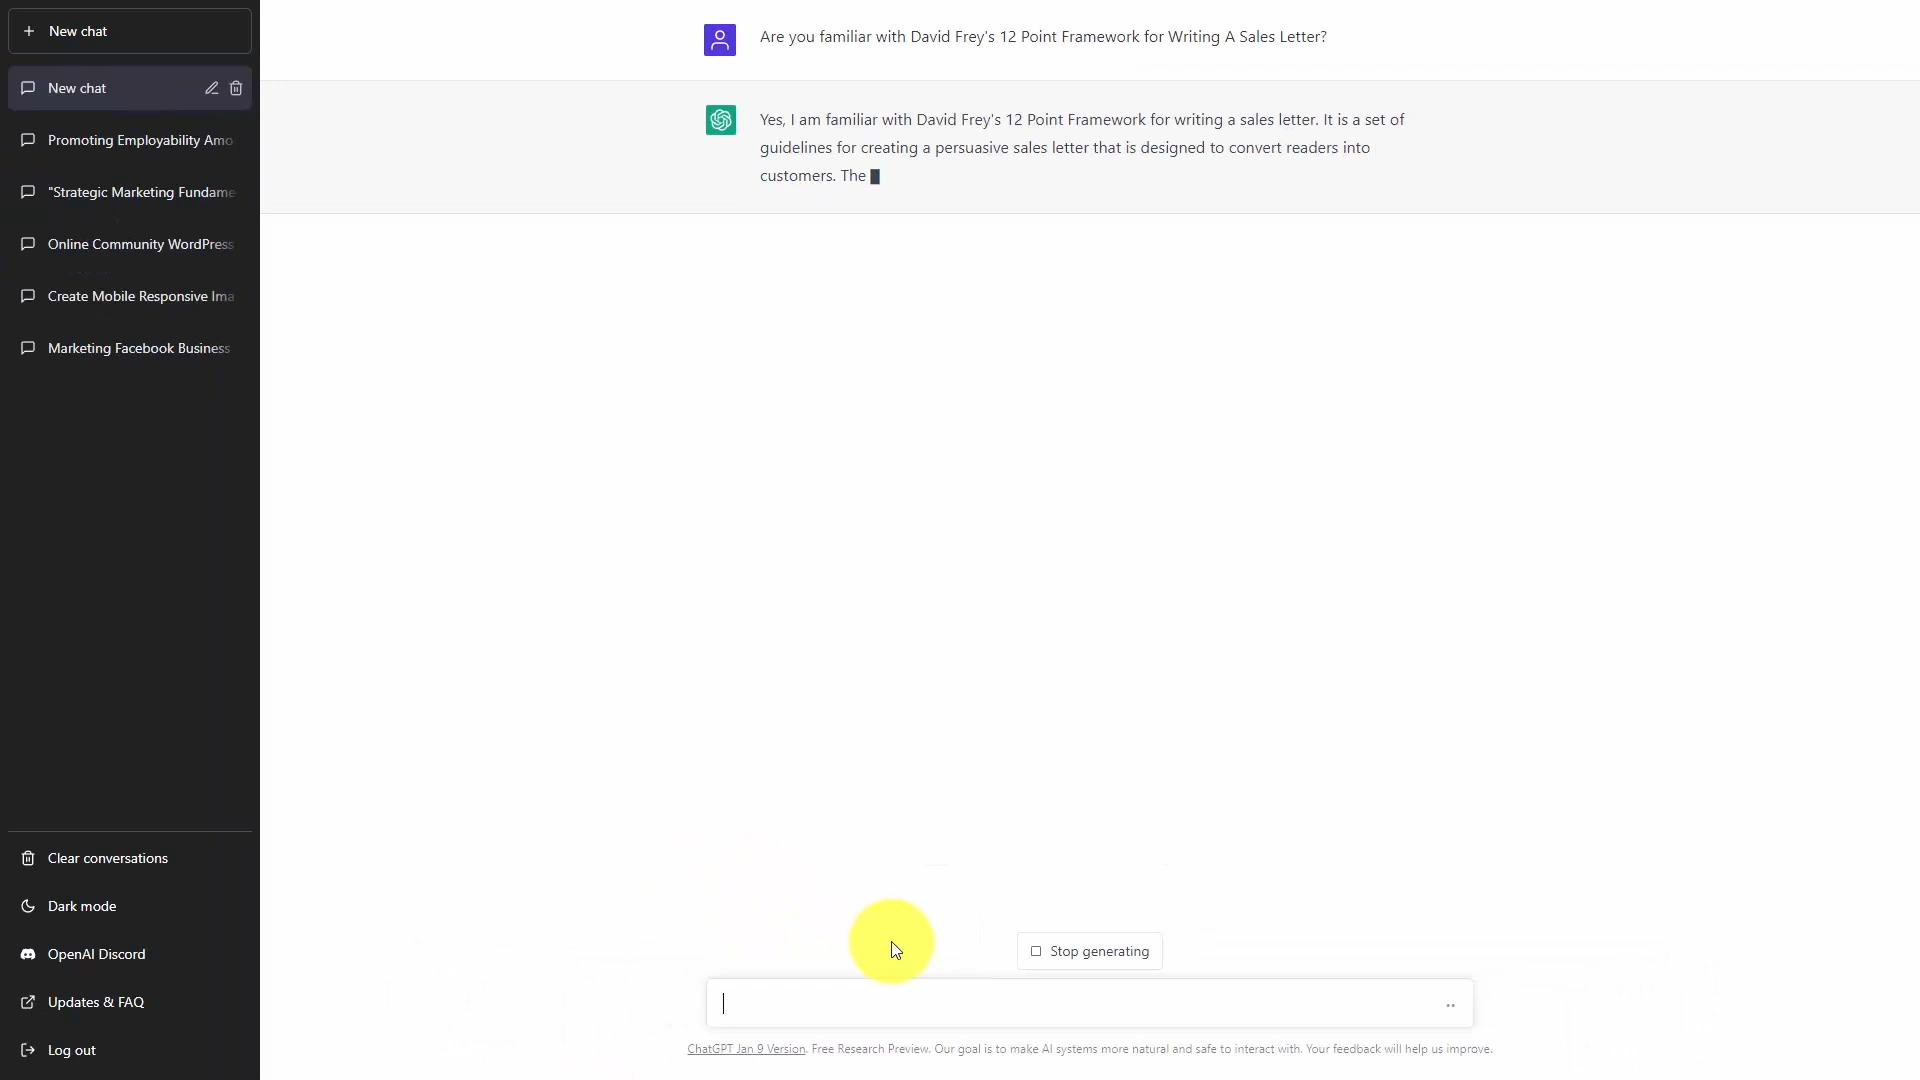 New chat
New chat
Promoting Employability Amo
"Strategic Marketing Fundame
Online Community WordPress
Create Mobile Responsive Ima
Marketing Facebook Business
Clear conversations
Dark mode
OpenAI Discord
Updates & FAQ
Log out
Are you familiar with David Frey's 12 Point Framework for Writing A Sales Letter?
Yes, I am familiar with David Frey's 12 Point Framework for writing a sales letter. It is a set of
guidelines for creating a persuasive sales letter that is designed to convert readers into
customers. The
Stop generating
ChatGPT Jan 9 Version. Free Research Preview. Our goal is to make AI systems more natural and safe to interact with. Your feedback will help us improve.